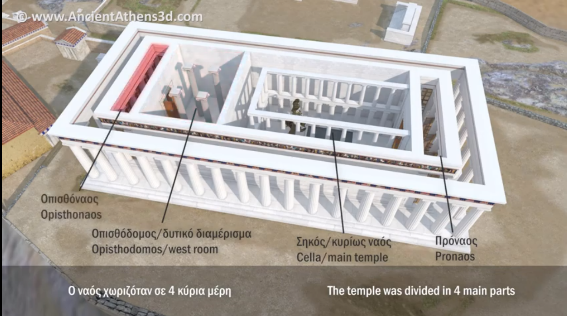 © www.AncientAthens3d.com
Οπισθόναος
Opisthonaos
Οπισθόδομος/δυτικό διαμέρισμα
Opisthodomos/west room
Σηκός/κυρίως ναός
Cella/main temple
Πρόναος
Pronaos
Ο ναός χωριζόταν σε 4 κύρια μέρη
The temple was divided in 4 main parts